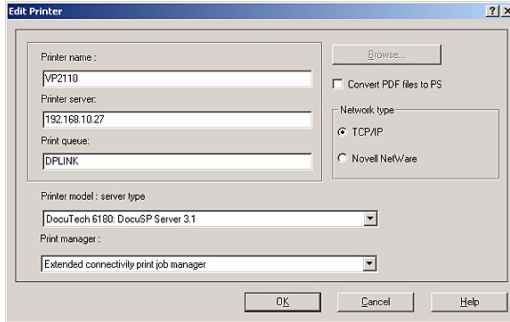 Edit Printer
Printer name :
VP2110
Printer server:
192.168.10.27
Print queue:
DPLINK
Browse...
Convert PDF files to PS
Network type
TCP/IP
Novell NetWare
Printer model : server type
DocuTech 6180: DocuSP Server 3.1
Print manager :
Extended connectivity print job manager
OK
Cancel
Help